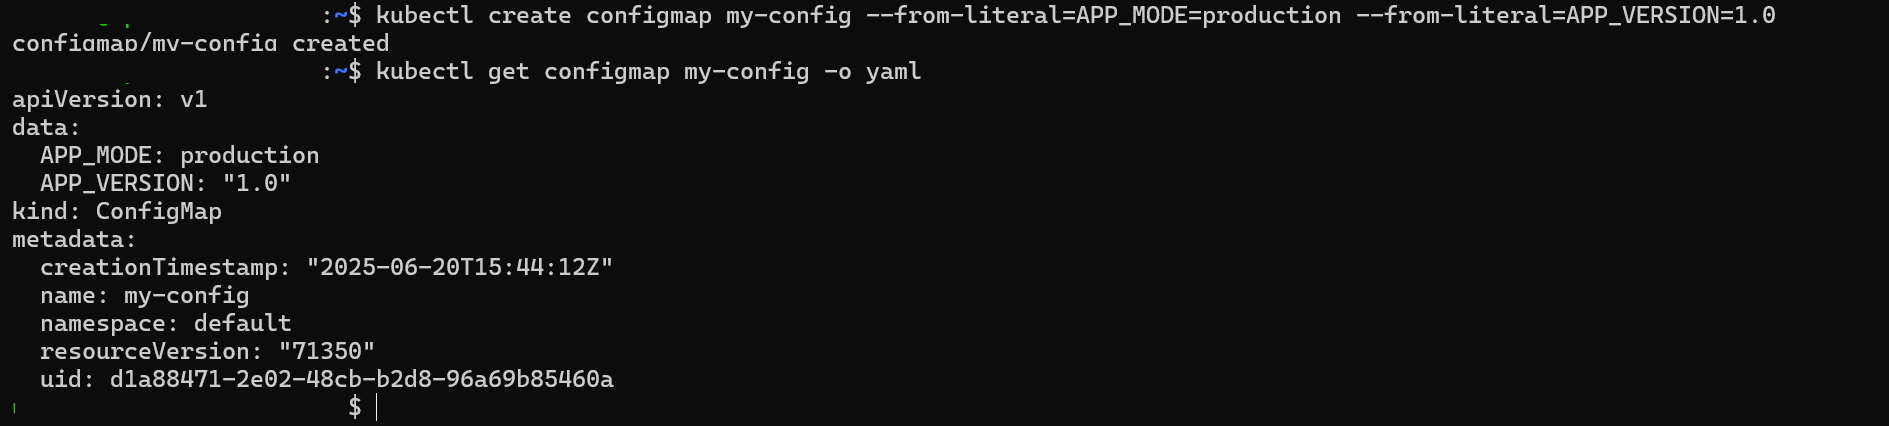 :~$ kubectl create configmap my-config --from-literal=APP_MODE=production --from-literal=APP_VERSION=1.0
configmap/my-config created
:~$ kubectl get configmap my-config -o yaml
apiVersion: v1
data:
  APP_MODE: production
  APP_VERSION: "1.0"
kind: ConfigMap
metadata:
  creationTimestamp: "2025-06-20T15:44:12Z"
  name: my-config
  namespace: default
  resourceVersion: "71350"
  uid: d1a88471-2e02-48cb-b2d8-96a69b85460a
$